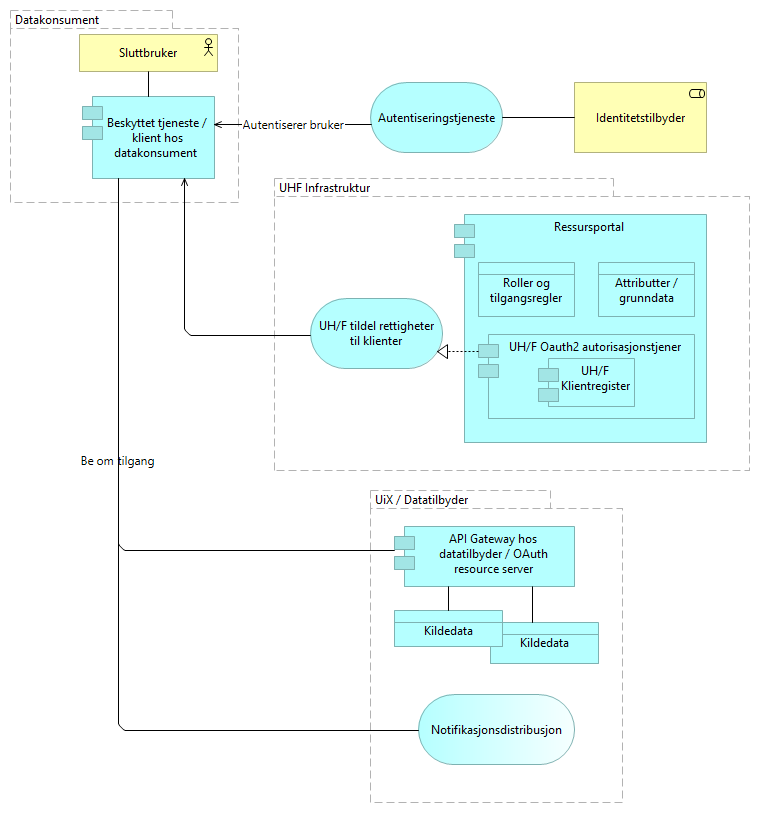 Datakonsument
Sluttbruker
Beskyttet tjeneste /
klient hos
datakonsument
Autentiserer bruker
Autentiseringstjeneste
Identitetstilbyder
UHF Infrastruktur
Ressursportal
Roller og
tilgangsregler
Attributter /
grunndata
UH/F tildel rettigheter
til klienter
UH/F Oauth2 autorisasjonstjener
UH/F
Klientregister
Be om tilgang
UiX / Datatilbyder
API Gateway hos
datatilbyder / OAuth
resource server
Kildedata
Kildedata
Notifikasjonsdistribusjon